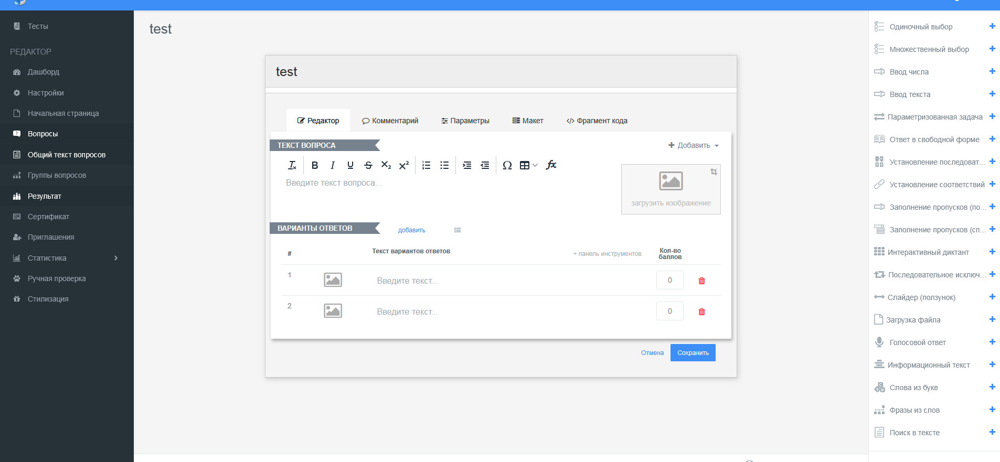 Тесты
РЕДАКТОР
Дашборд
Настройки
Начальная страница
Вопросы
Общий текст вопросов
Группы вопросов
Результат
Сертификат
Приглашения
Статистика
Ручная проверка
Стилизация
test
test
Редактор
Комментарий
Параметры
Макет
</> Фрагмент кода
ТЕКСТ ВОПРОСА
+ Добавить
B I U S X₂ X² Ω fx
Введите текст вопроса...
загрузить изображение
ВАРИАНТЫ ОТВЕТОВ
добавить
# Текст вариантов ответов + панель инструментов Кол-во баллов
1 Введите текст... 0
2 Введите текст... 0
Отмена
Сохранить
Одиночный выбор
Множественный выбор
Ввод числа
Ввод текста
Параметризованная задача
Ответ в свободной форме
Установление последоват...
Установление соответствий
Заполнение пропусков (по...
Заполнение пропусков (сп...
Интерактивный диктант
Последовательное исключ...
Слайдер (ползунок)
Загрузка файла
Голосовой ответ
Информационный текст
Слова из букв
Фразы из слов
Поиск в тексте